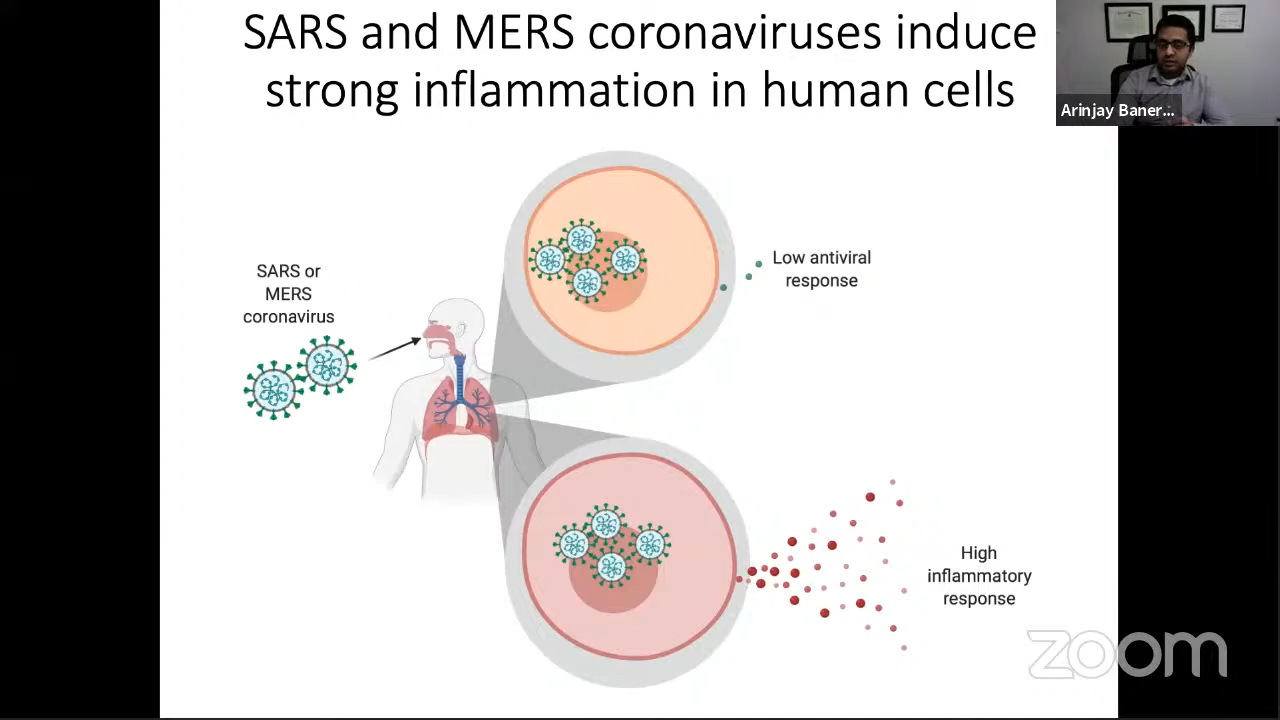 SARS and MERS coronaviruses induce
strong inflammation in human cells
Arinjay Baner...
SARS or
MERS
coronavirus
Low antiviral
response
High
inflammatory
response
zoom